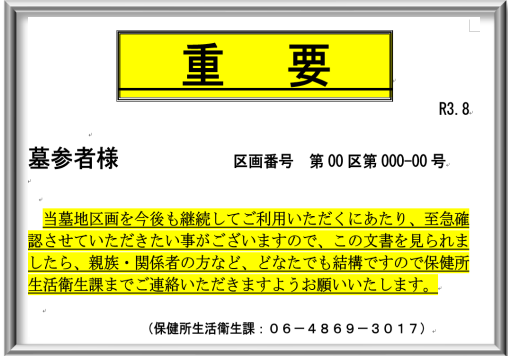 重　要
R3.8
墓参者様　区画番号　第00区第000-00号
当墓地区画を今後も継続してご利用いただくにあたり、至急確
認させていただきたい事がございますので、この文書を見られま
したら、親族・関係者の方など、どなたでも結構ですので保健所
生活衛生課までご連絡いただきますようお願いいたします。
（保健所生活衛生課：０６－４８６９－３０１７）